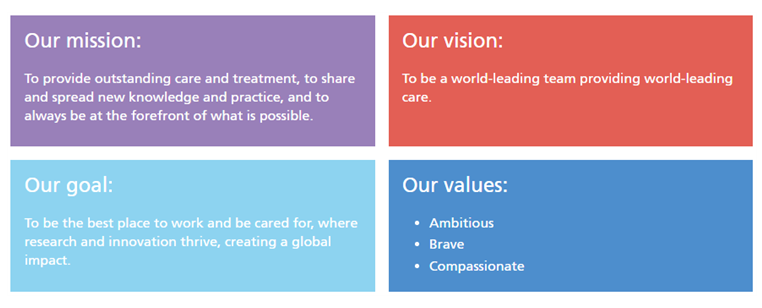 Our mission:
To provide outstanding care and treatment, to share
and spread new knowledge and practice, and to
always be at the forefront of what is possible.
Our vision:
To be a world-leading team providing world-leading
care.
Our goal:
To be the best place to work and be cared for, where
research and innovation thrive, creating a global
impact.
Our values:
• Ambitious
• Brave
• Compassionate